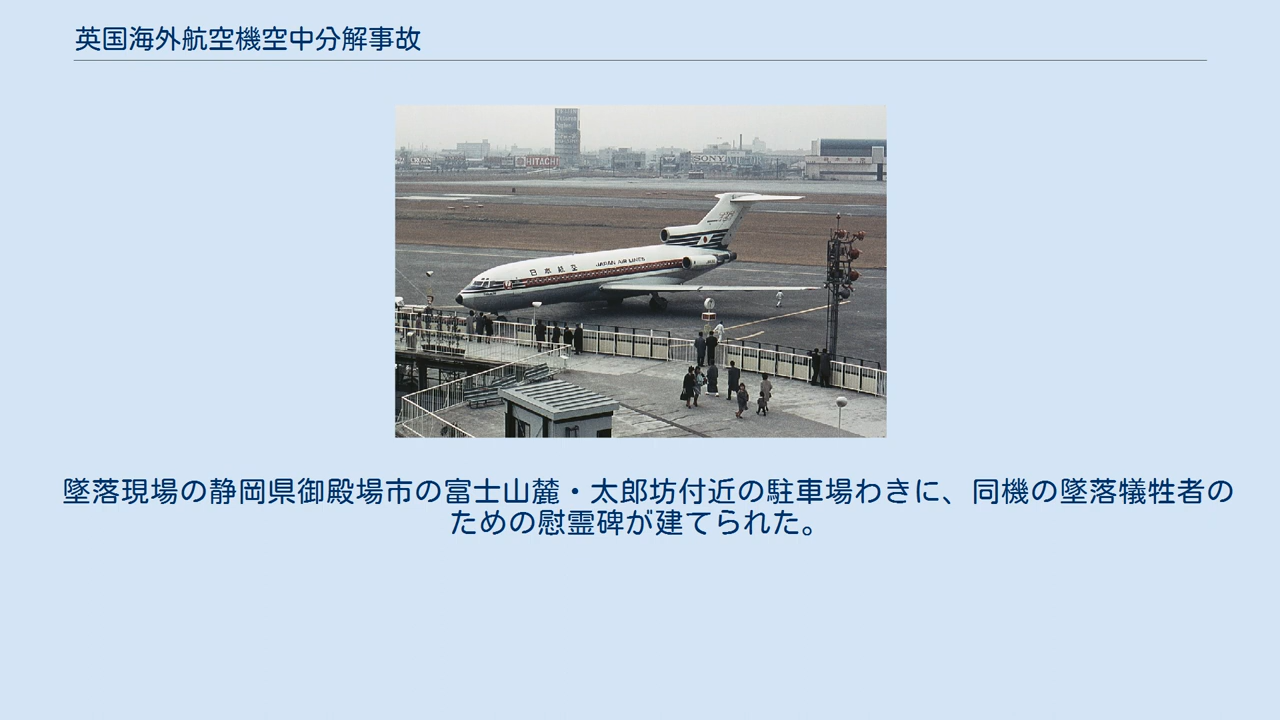 英国海外航空機空中分解事故
HITACHI
SONY
日本航空 JAPAN AIR LINES
墜落現場の静岡県御殿場市の富士山麓・太郎坊付近の駐車場わきに、同機の墜落犠牲者の
ための慰霊碑が建てられた。